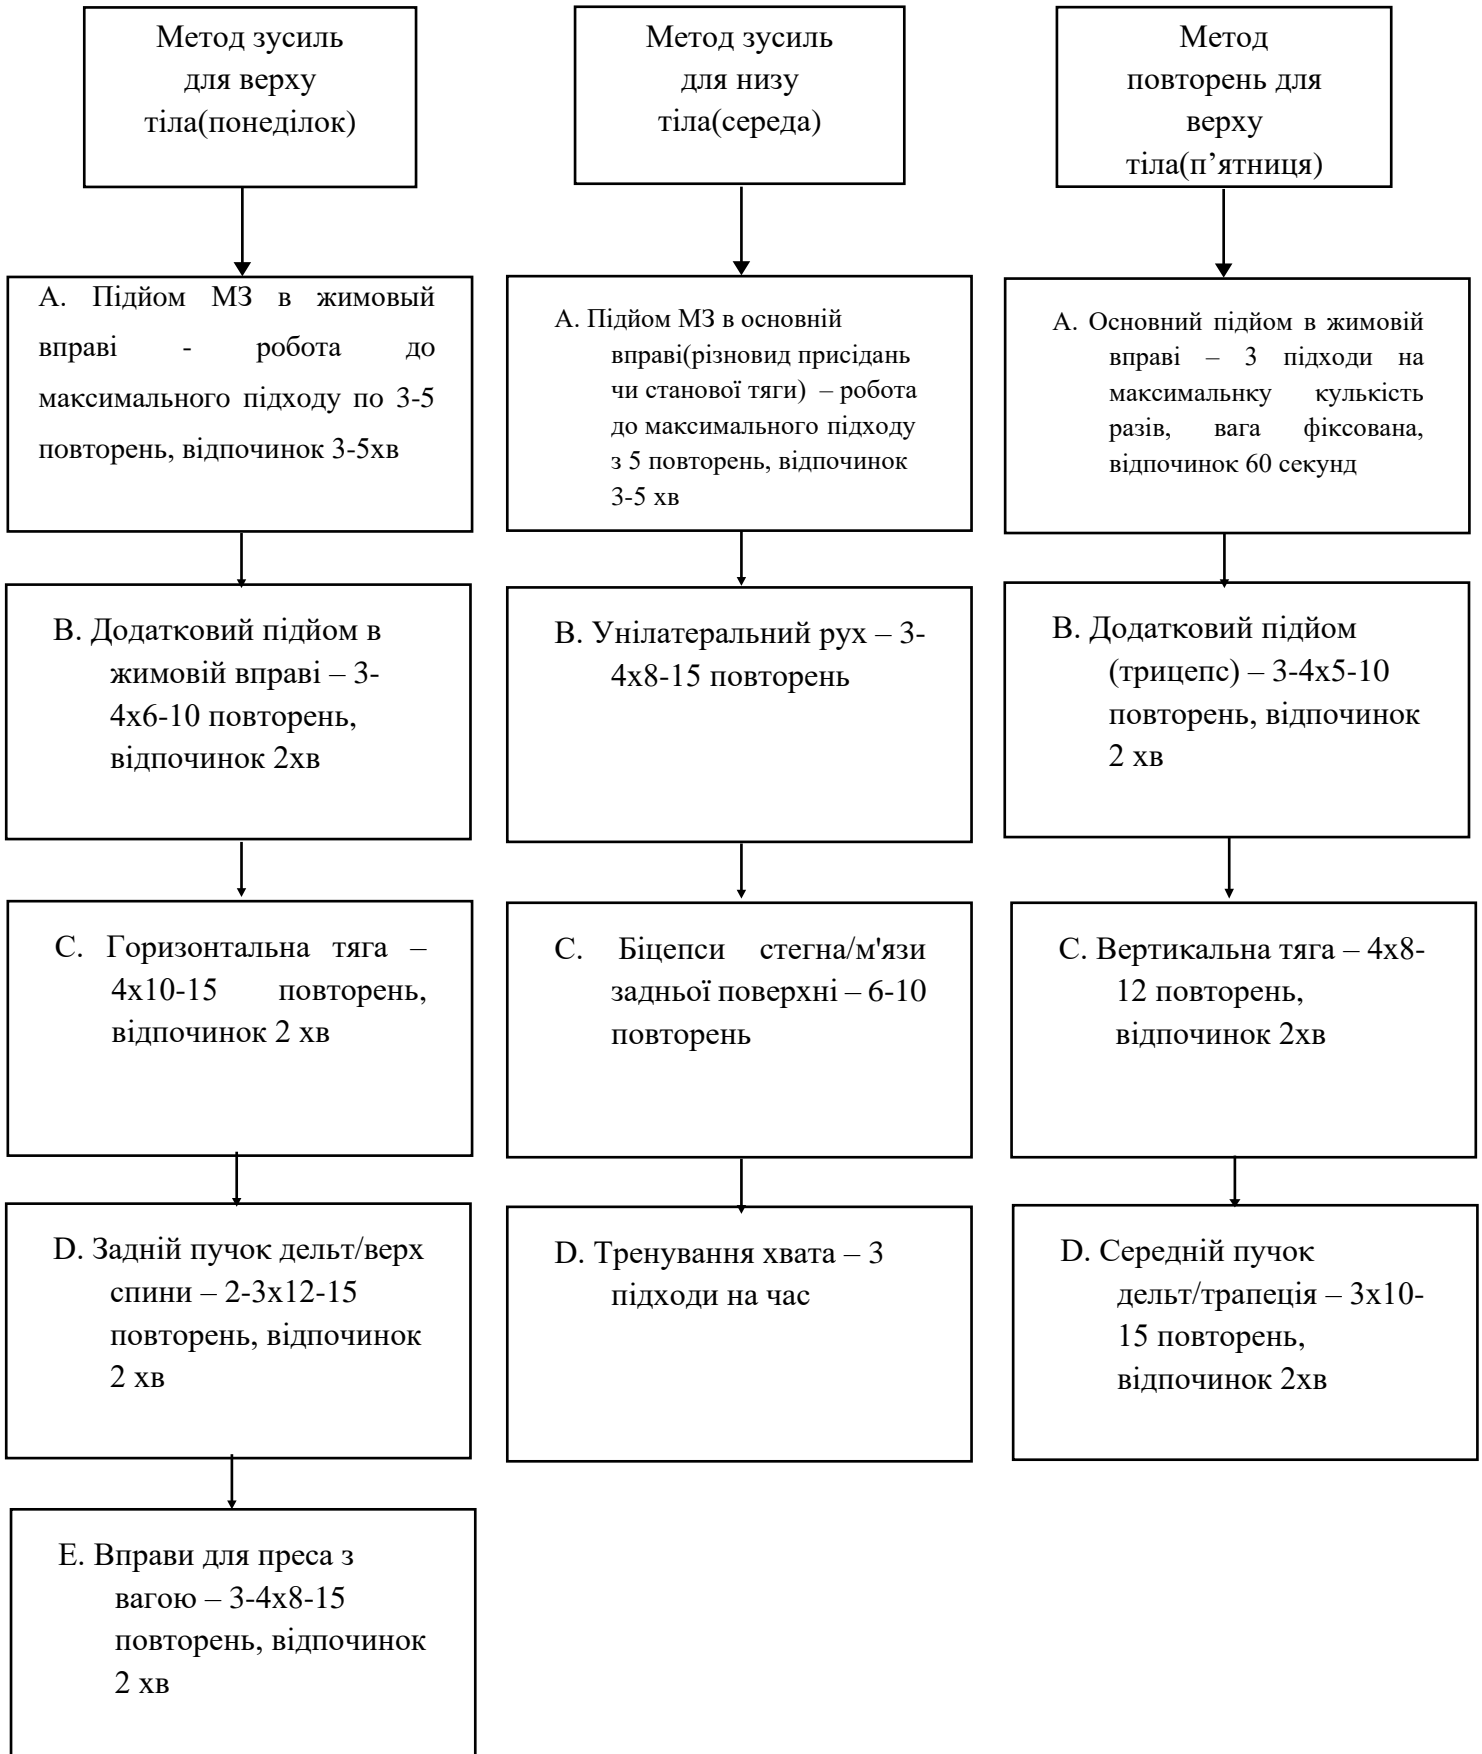 Метод зусиль
для верху
тіла(понеділок)
A. Підйом МЗ в жимовый
вправі - робота до
максимального підходу по 3-5
повторень, відпочинок 3-5хв
B. Додатковий підйом в
жимовій вправі – 3-
4х6-10 повторень,
відпочинок 2хв
C. Горизонтальна тяга –
4х10-15 повторень,
відпочинок 2 хв
D. Задній пучок дельт/верх
спини – 2-3х12-15
повторень, відпочинок
2 хв
E. Вправи для преса з
вагою – 3-4х8-15
повторень, відпочинок
2 хв
Метод зусиль
для низу
тіла(середа)
A. Підйом МЗ в основній
вправі(різновид присідань
чи станової тяги) – робота
до максимального підходу
з 5 повторень, відпочинок
3-5 хв
B. Унілатеральний рух – 3-
4х8-15 повторень
C. Біцепси стегна/м'язи
задньої поверхні – 6-10
повторень
D. Тренування хвата – 3
підходи на час
Метод
повторень для
верху
тіла(п’ятниця)
A. Основний підйом в жимовій
вправі – 3 підходи на
максимальнку кулькість
разів, вага фіксована,
відпочинок 60 секунд
B. Додатковий підйом
(трицепс) – 3-4х5-10
повторень, відпочинок
2 хв
C. Вертикальна тяга – 4х8-
12 повторень,
відпочинок 2хв
D. Середній пучок
дельт/трапеція – 3х10-
15 повторень,
відпочинок 2хв